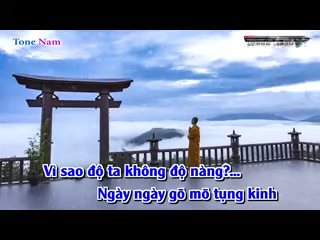 Tone Nam
Vì sao độ ta không độ nàng?...
Ngày ngày gõ mõ tụng kinh